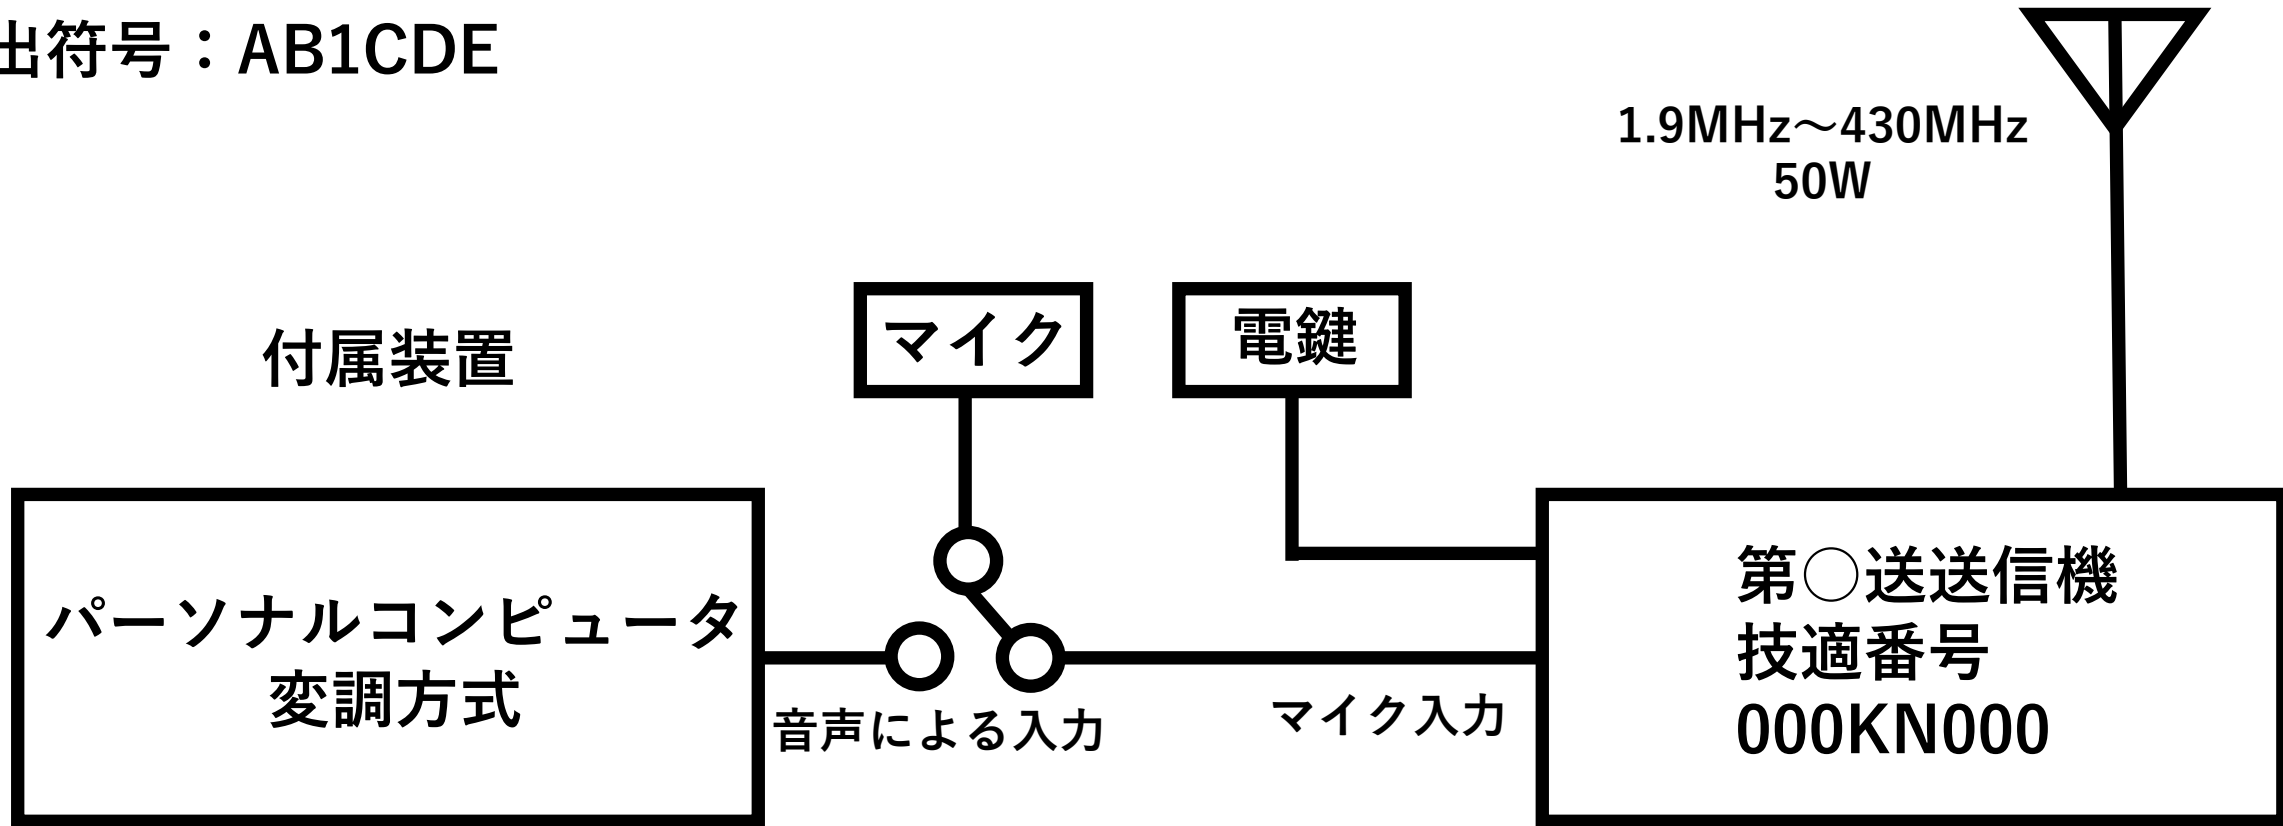 出符号：AB1CDE
1.9MHz～430MHz
50W
マイク
電鍵
付属装置
パーソナルコンピュータ
変調方式
音声による入力
マイク入力
第〇送送信機
技適番号
000KN000